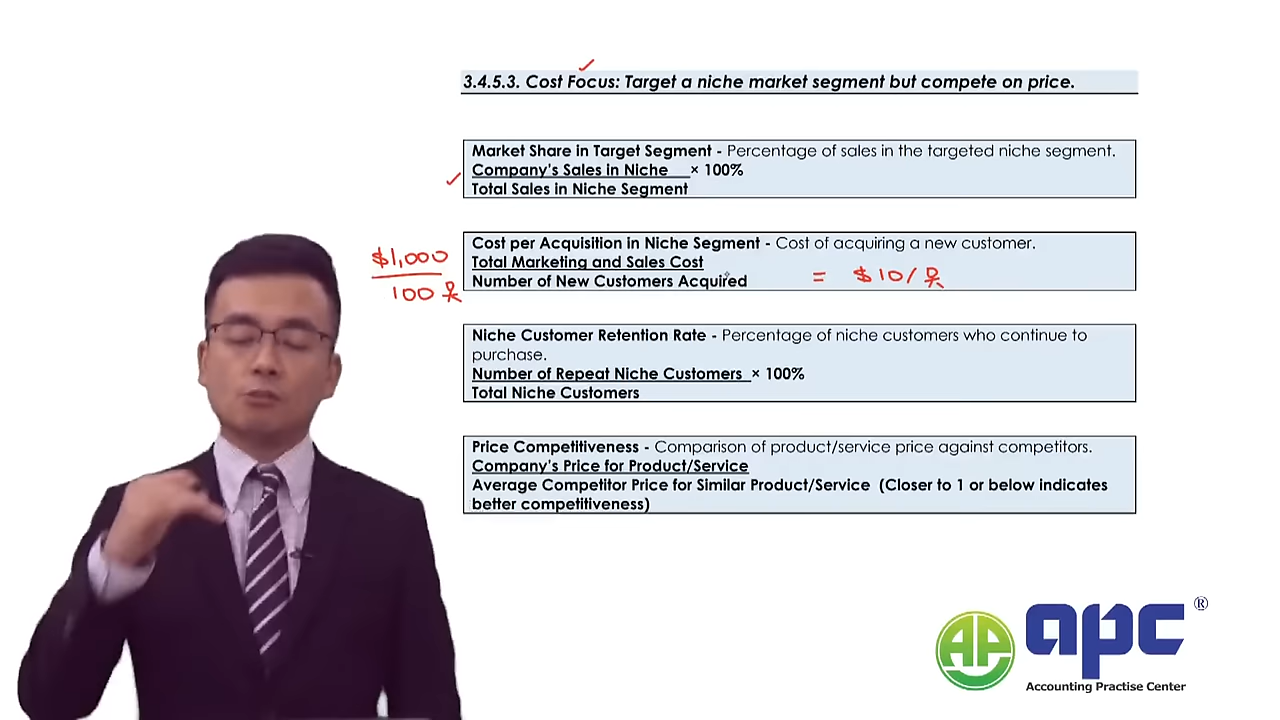 3.4.5.3. Cost Focus: Target a niche market segment but compete on price.
Market Share in Target Segment - Percentage of sales in the targeted niche segment.
Company's Sales in Niche × 100%
Total Sales in Niche Segment
Cost per Acquisition in Niche Segment - Cost of acquiring a new customer.
Total Marketing and Sales Cost
Number of New Customers Acquired
$1,000
100
= $10/
Niche Customer Retention Rate - Percentage of niche customers who continue to
purchase.
Number of Repeat Niche Customers × 100%
Total Niche Customers
Price Competitiveness - Comparison of product/service price against competitors.
Company's Price for Product/Service
Average Competitor Price for Similar Product/Service (Closer to 1 or below indicates
better competitiveness)
AP
apc ®
Accounting Practise Center